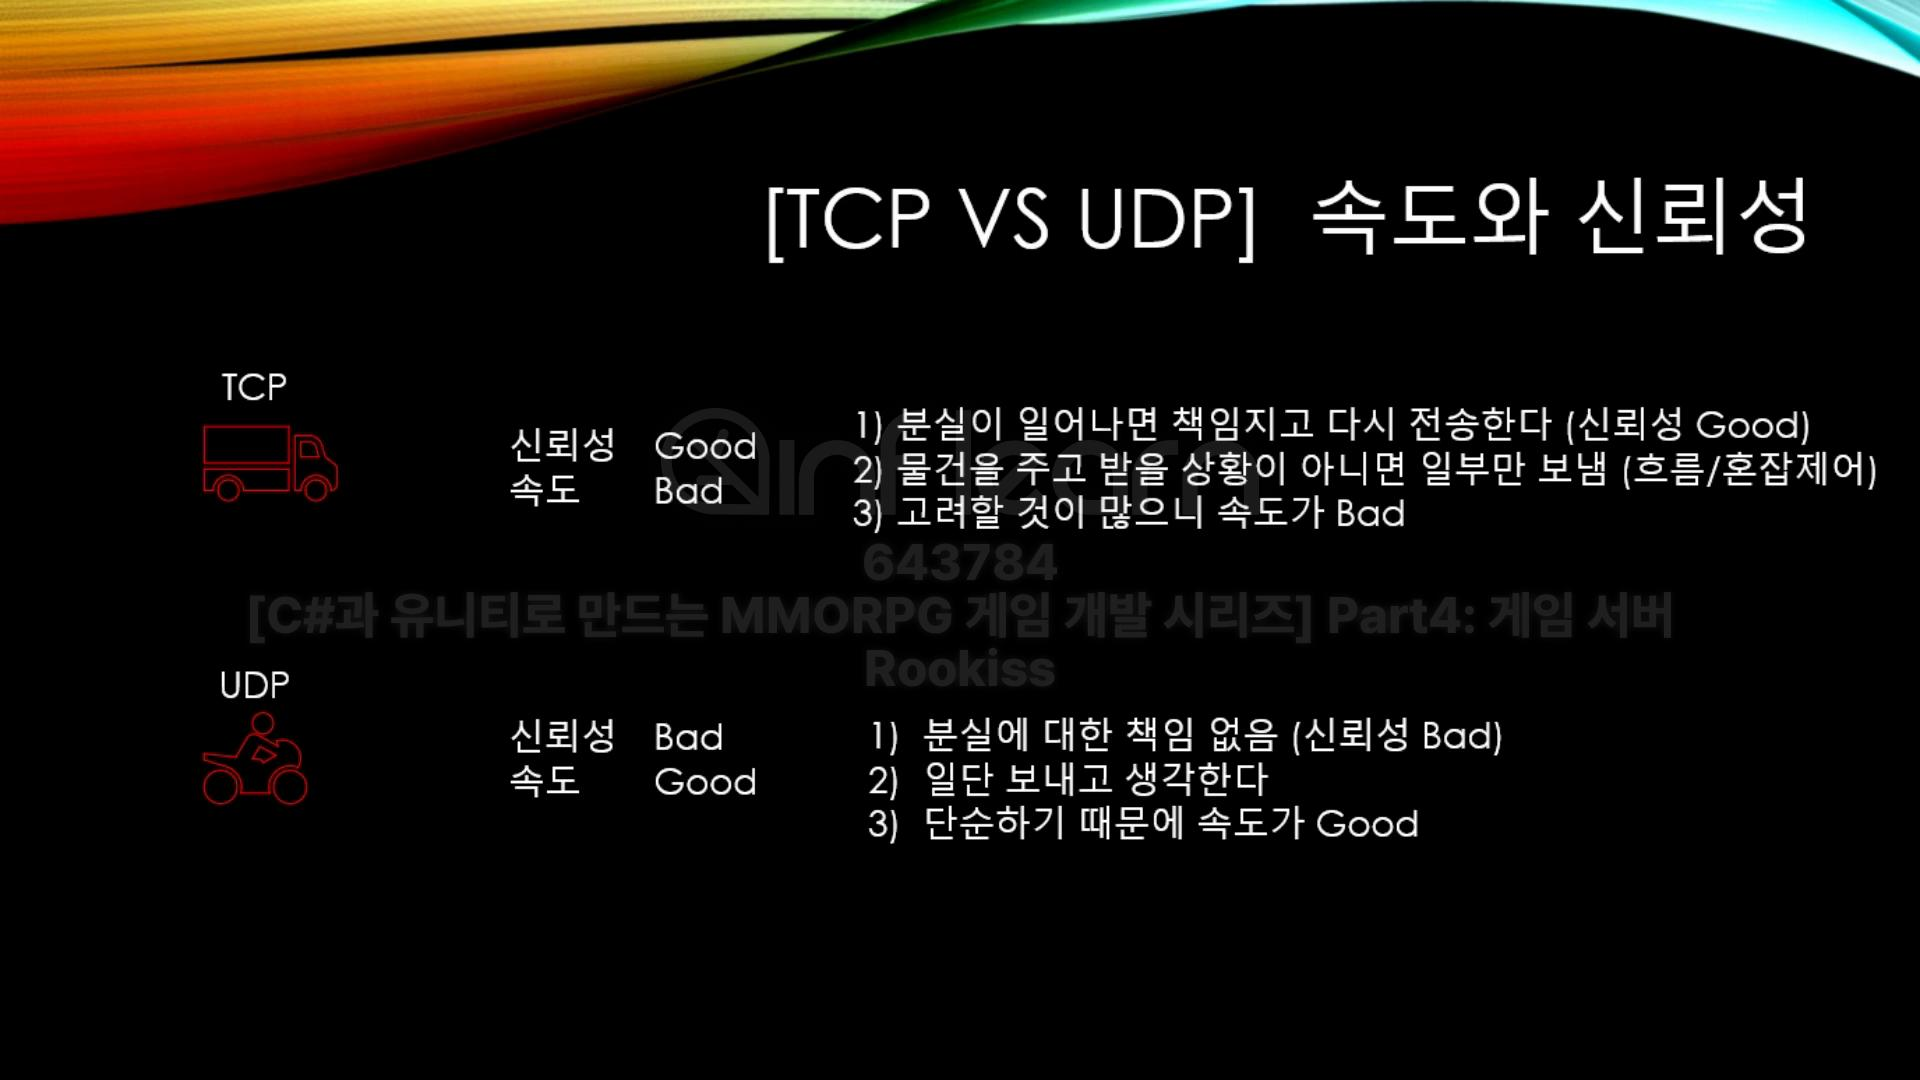 [TCP VS UDP] 속도와 신뢰성
TCP
신뢰성 Good
속도 Bad
1) 분실이 일어나면 책임지고 다시 전송한다 (신뢰성 Good)
2) 물건을 주고 받을 상황이 아니면 일부만 보냄 (흐름/혼잡제어)
3) 고려할 것이 많으니 속도가 Bad
inflearn
643784
[C#과 유니티로 만드는 MMORPG 게임 개발 시리즈] Part4: 게임 서버
Rookiss
UDP
신뢰성 Bad
속도 Good
1) 분실에 대한 책임 없음 (신뢰성 Bad)
2) 일단 보내고 생각한다
3) 단순하기 때문에 속도가 Good